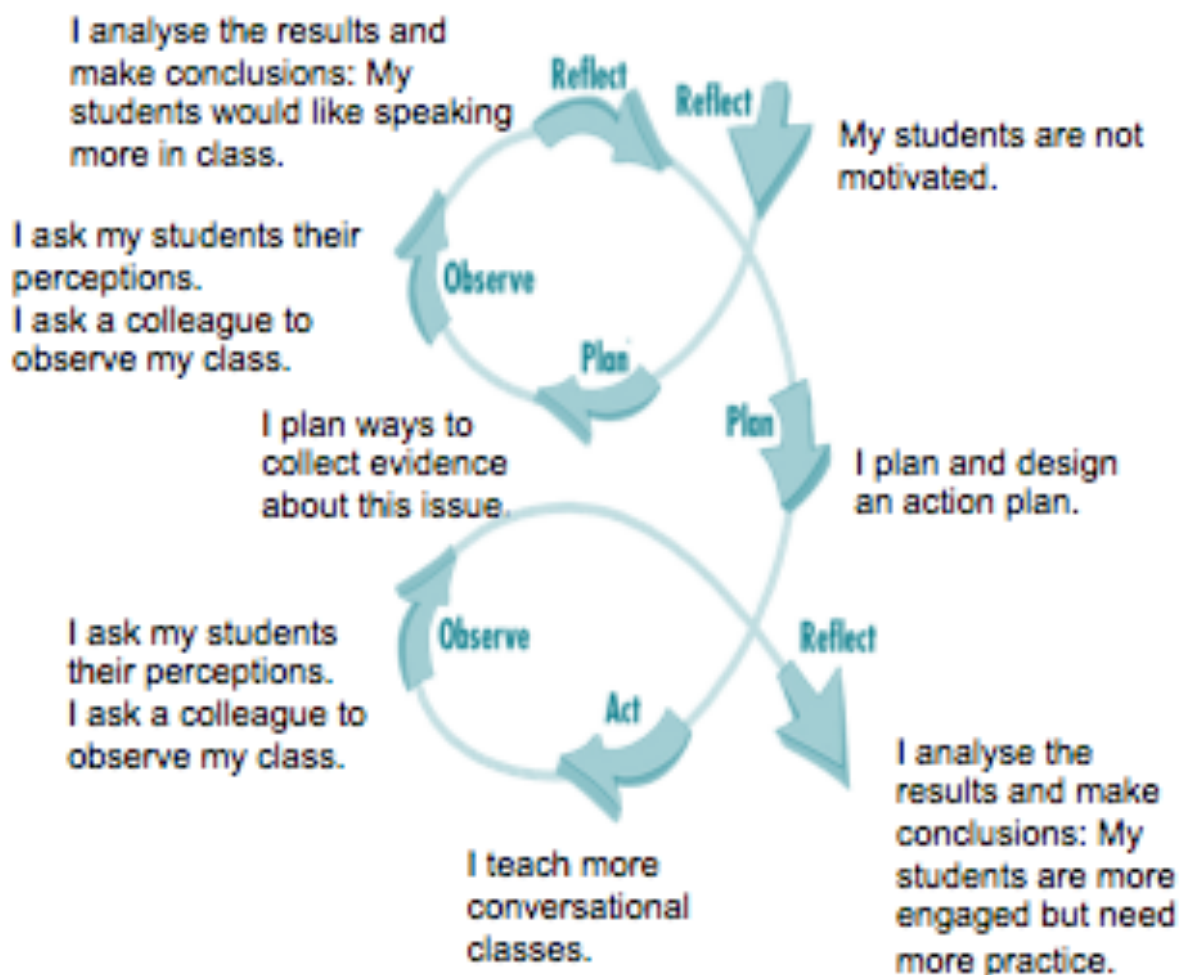 Reflect
My students are not
motivated.
Plan
I plan ways to
collect evidence
about this issue.
Observe
I ask my students their
perceptions.
I ask a colleague to
observe my class.
Reflect
I analyse the results and
make conclusions: My
students would like speaking
more in class.
Plan
I plan and design
an action plan.
Act
I teach more
conversational
classes.
Observe
I ask my students
their perceptions.
I ask a colleague to
observe my class.
Reflect
I analyse the
results and make
conclusions: My
students are more
engaged but need
more practice.